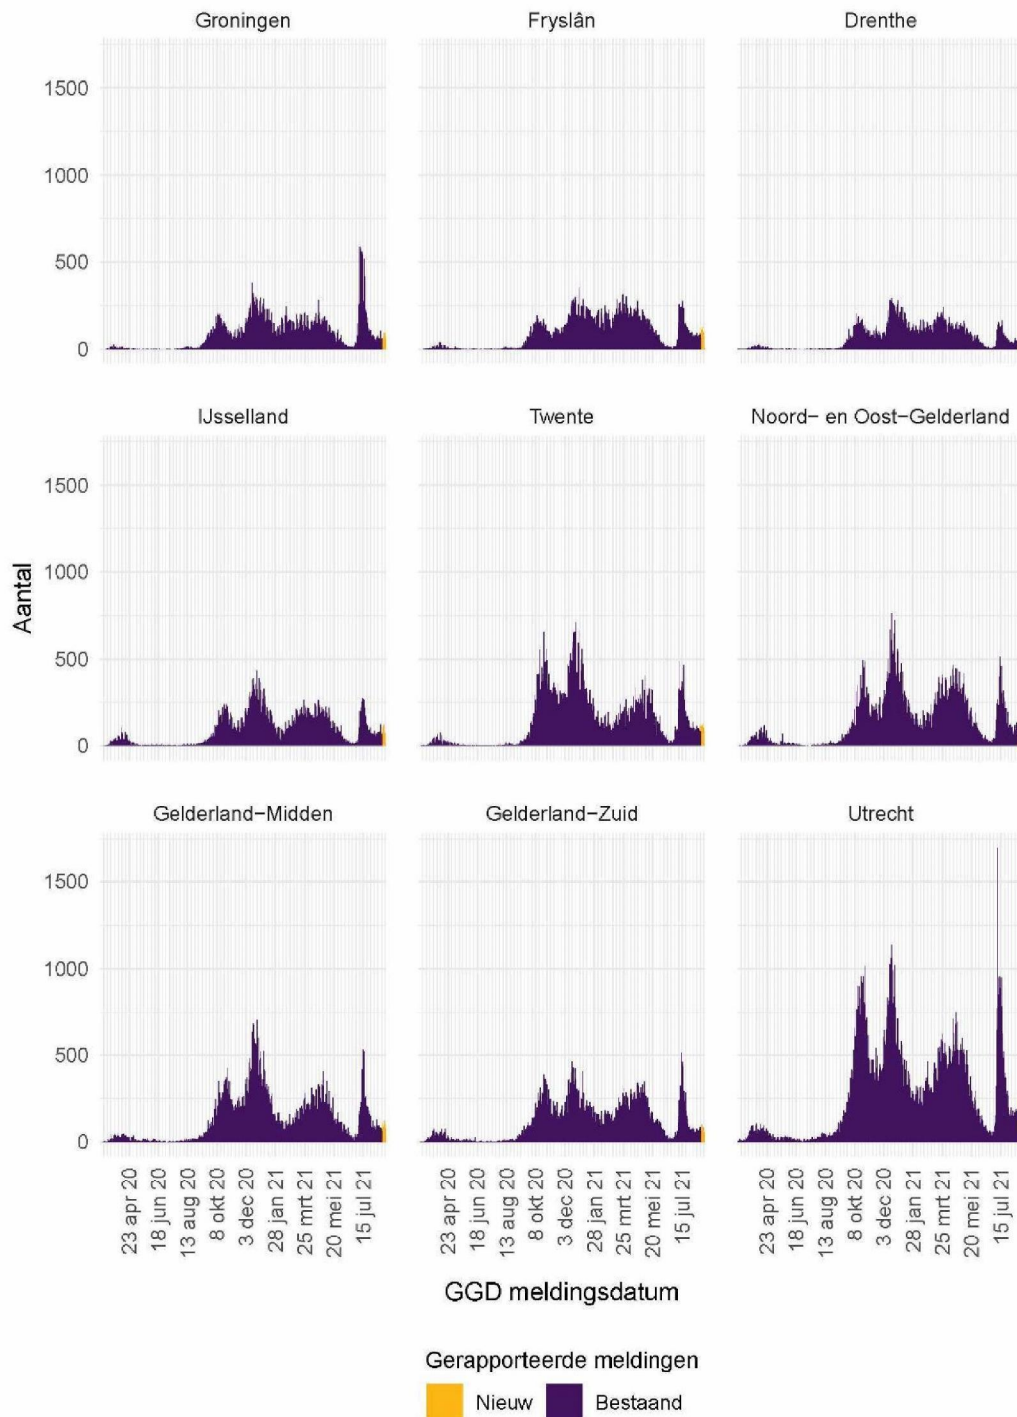 Groningen
Fryslân
Drenthe
1500
1000
500
0
IJsselland
Twente
Noord- en Oost-Gelderland
1500
1000
500
0
Aantal
Gelderland-Midden
Gelderland-Zuid
Utrecht
1500
1000
500
0
23 apr 20
18 jun 20
13 aug 20
8 okt 20
3 dec 20
28 jan 21
25 mrt 21
20 mei 21
15 jul 21
23 apr 20
18 jun 20
13 aug 20
8 okt 20
3 dec 20
28 jan 21
25 mrt 21
20 mei 21
15 jul 21
23 apr 20
18 jun 20
13 aug 20
8 okt 20
3 dec 20
28 jan 21
25 mrt 21
20 mei 21
15 jul 21
GGD meldingsdatum
Gerapporteerde meldingen
Nieuw Bestaand